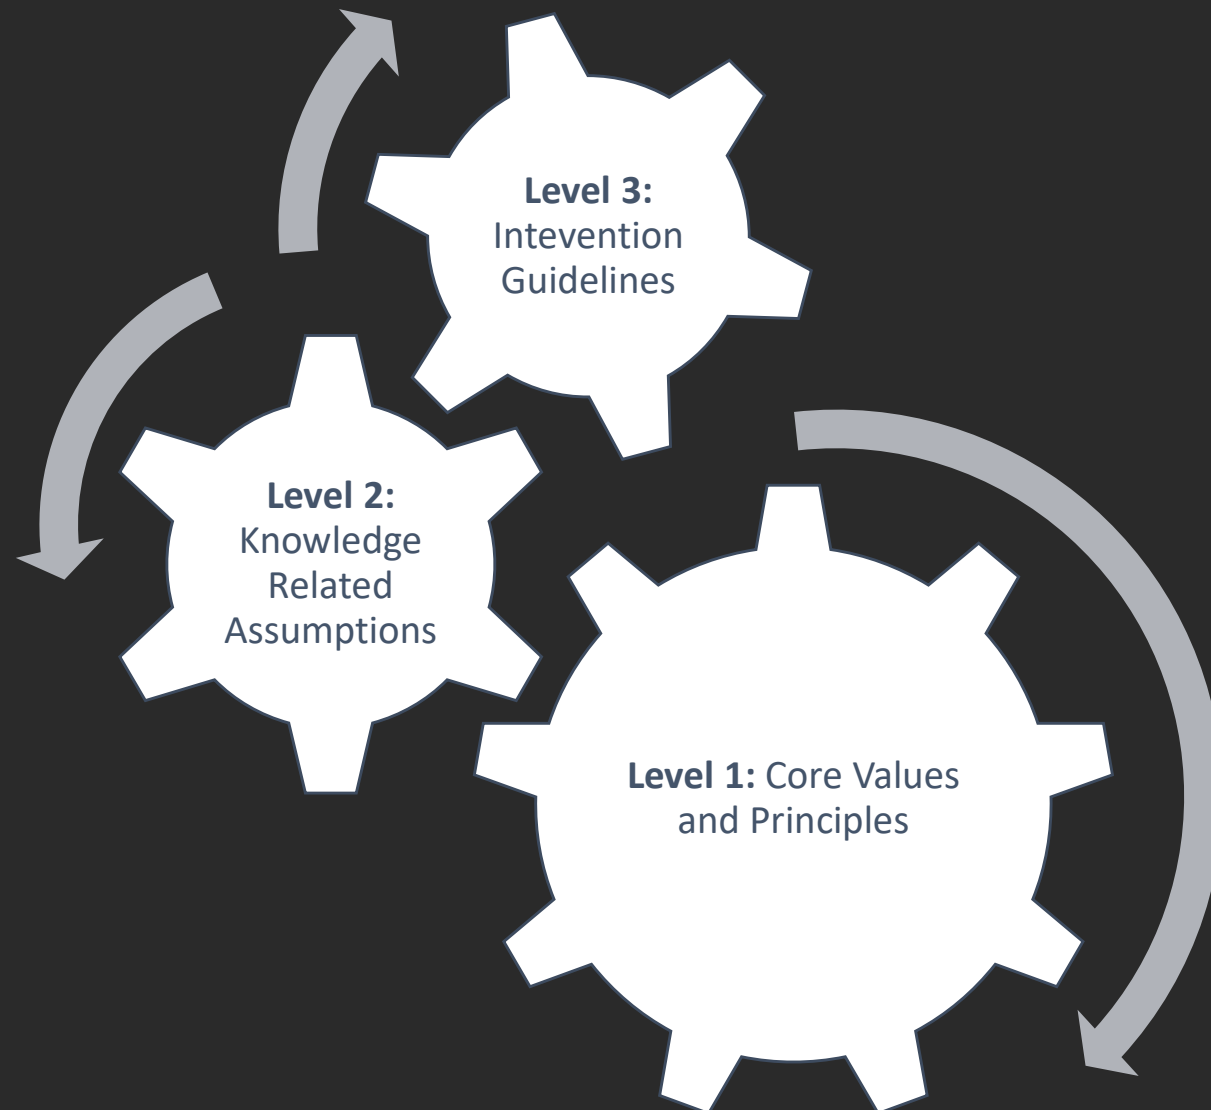 Level 3:
Intevention
Guidelines
Level 2:
Knowledge
Related
Assumptions
Level 1: Core Values
and Principles